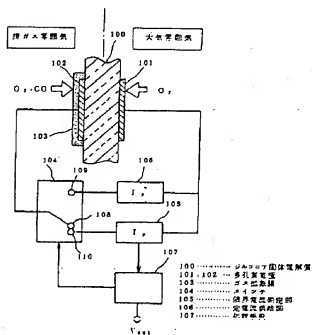 排ガス雰囲気
大気雰囲気
100
102
101
O₂,CO
O₂
103
104
109
106
Iₚ
108
105
Iₚ
110
107
Vout
100 ジルコニア固体電解質
101,102 多孔質電極
103 ガス拡散膜
104 スイッチ
105 限界電流測定部
106 定電流供給部
107